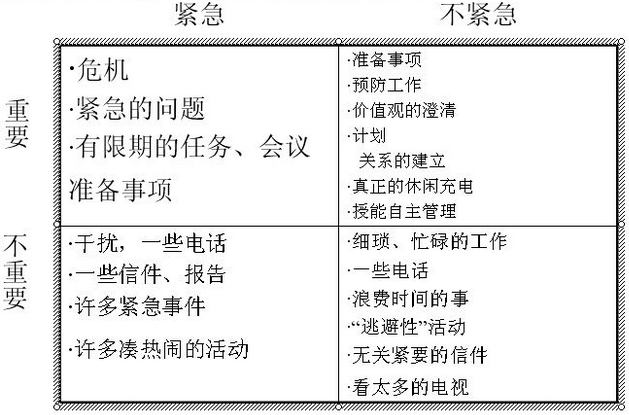 紧急
不紧急
重要
·危机
·紧急的问题
·有限期的任务、会议
准备事项
·准备事项
·预防工作
·价值观的澄清
·计划
关系的建立
·真正的休闲充电
·授能自主管理
不重要
·干扰，一些电话
·一些信件、报告
·许多紧急事件
·许多凑热闹的活动
·细琐、忙碌的工作
·一些电话
·浪费时间的事
·“逃避性”活动
·无关紧要的信件
·看太多的电视